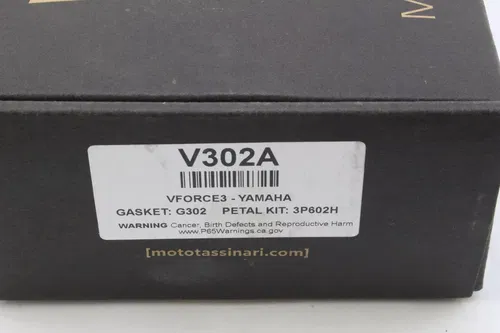 M
V302A
VFORCE3 - YAMAHA
GASKET: G302 PETAL KIT: 3P602H
WARNING Cancer, Birth Defects and Reproductive Harm
www.P65Warnings.ca.gov
[mototassinari.com]